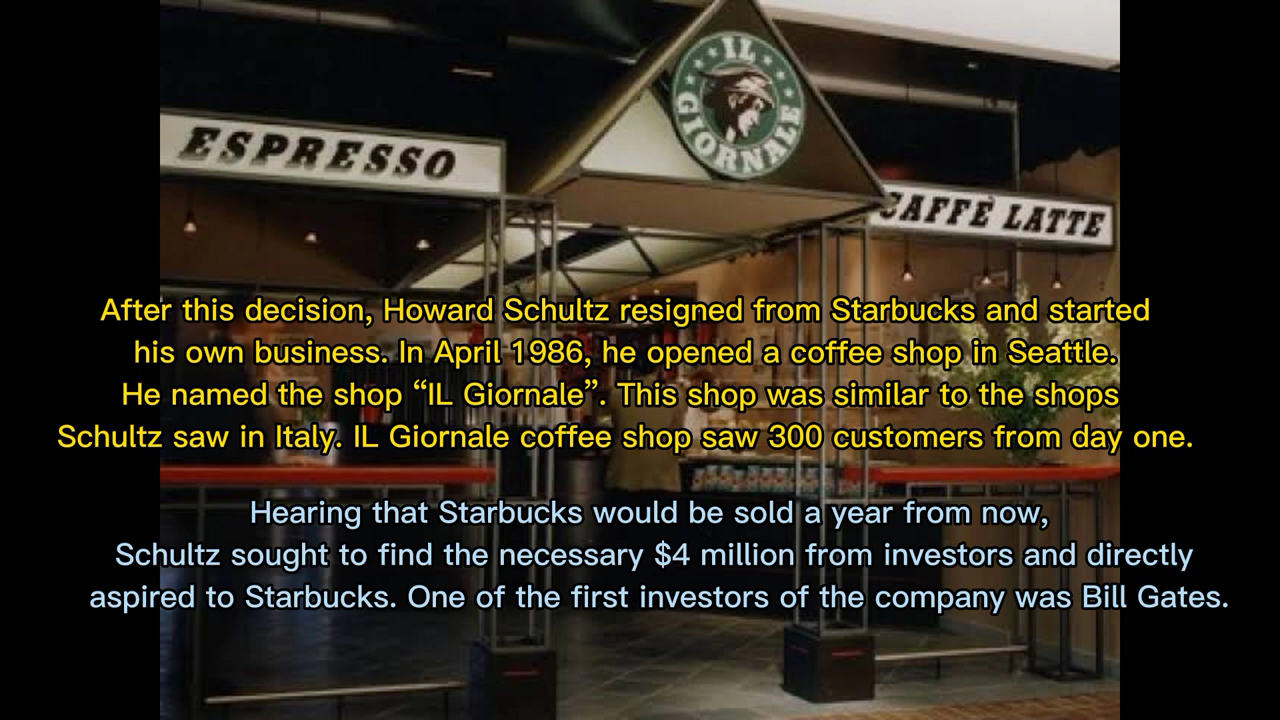 IL
GIORNALE
ESPRESSO
CAFFÈ LATTE
After this decision, Howard Schultz resigned from Starbucks and started
his own business. In April 1986, he opened a coffee shop in Seattle.
He named the shop “IL Giornale”. This shop was similar to the shops
Schultz saw in Italy. IL Giornale coffee shop saw 300 customers from day one.
Hearing that Starbucks would be sold a year from now,
Schultz sought to find the necessary $4 million from investors and directly
aspired to Starbucks. One of the first investors of the company was Bill Gates.